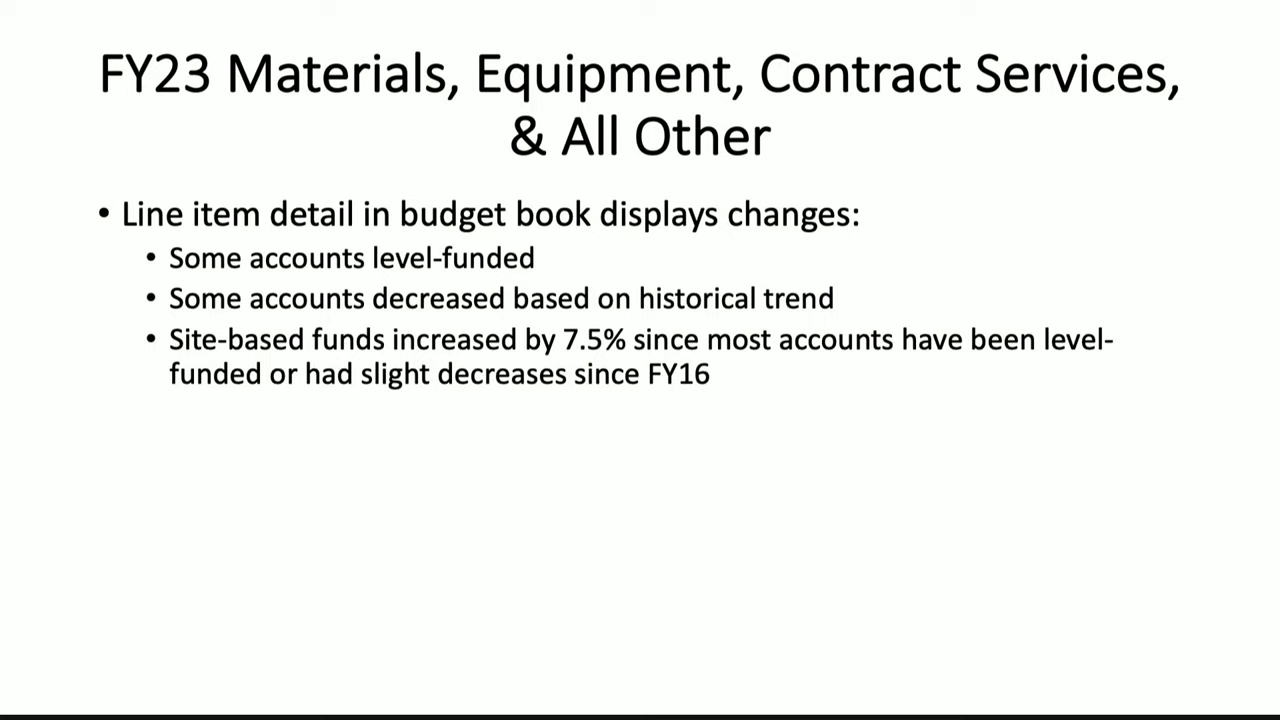 FY23 Materials, Equipment, Contract Services,
& All Other
• Line item detail in budget book displays changes:
• Some accounts level-funded
• Some accounts decreased based on historical trend
• Site-based funds increased by 7.5% since most accounts have been level-
funded or had slight decreases since FY16